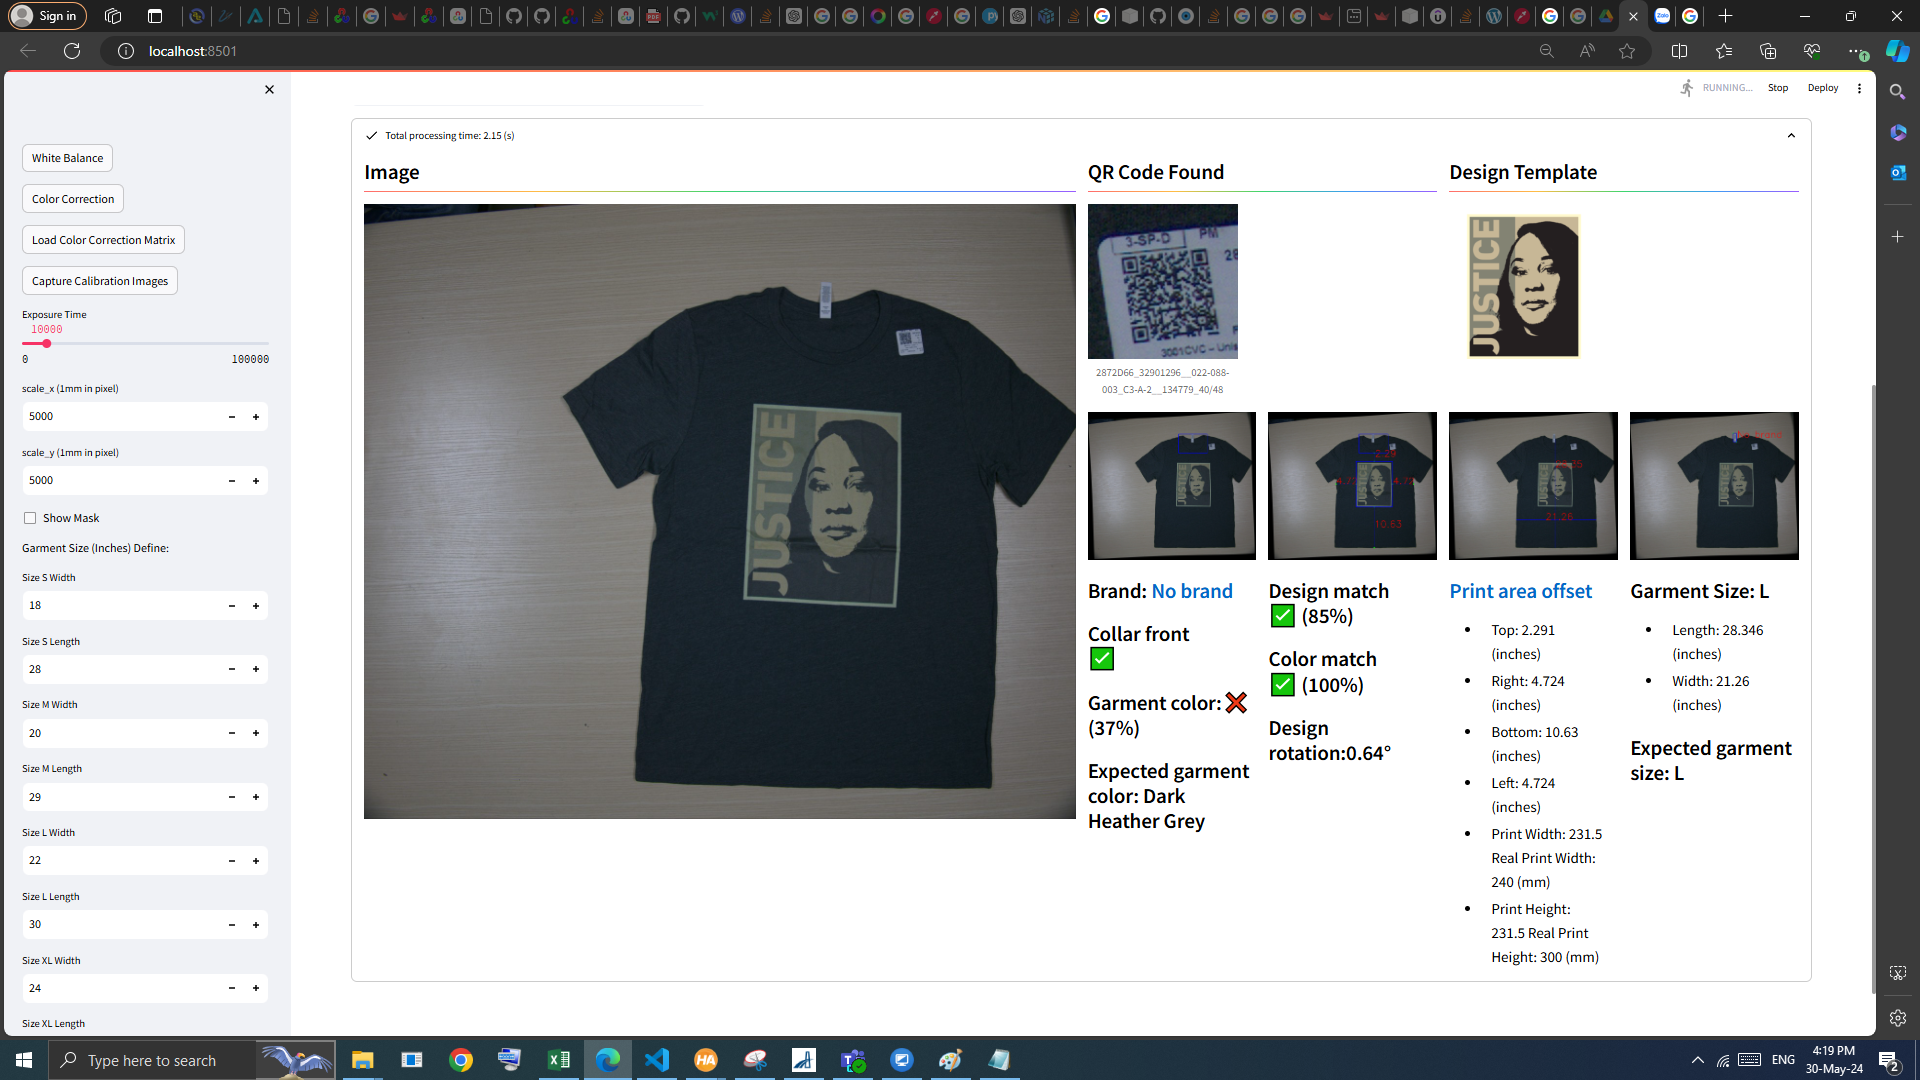 Sign in
localhost:8501
RUNNING...
Stop
Deploy
White Balance
Color Correction
Load Color Correction Matrix
Capture Calibration Images
Exposure Time
10000
0
100000
scale_x (1mm in pixel)
5000
scale_y (1mm in pixel)
5000
Show Mask
Garment Size (Inches) Define:
Size S Width
18
Size S Length
28
Size M Width
20
Size M Length
29
Size L Width
22
Size L Length
30
Size XL Width
24
Size XL Length
Total processing time: 2.15 (s)
Image
JUSTICE
QR Code Found
3-SP-D
PM
3001CVC – Unis
2872D66_32901296__022-088-
003_C3-A-2__134779_40/48
Design Template
JUSTICE
JUSTICE
JUSTICE
2.29
4.72
10.63
JUSTICE
21.26
JUSTICE
Brand: No brand
Collar front
Garment color:
(37%)
Expected garment
color: Dark
Heather Grey
Design match
(85%)
Color match
(100%)
Design
rotation:0.64°
Print area offset
Top: 2.291
(inches)
Right: 4.724
(inches)
Bottom: 10.63
(inches)
Left: 4.724
(inches)
Print Width: 231.5
Real Print Width:
240 (mm)
Print Height:
231.5 Real Print
Height: 300 (mm)
Garment Size: L
Length: 28.346
(inches)
Width: 21.26
(inches)
Expected garment
size: L
Type here to search
ENG
4:19 PM
30-May-24
2